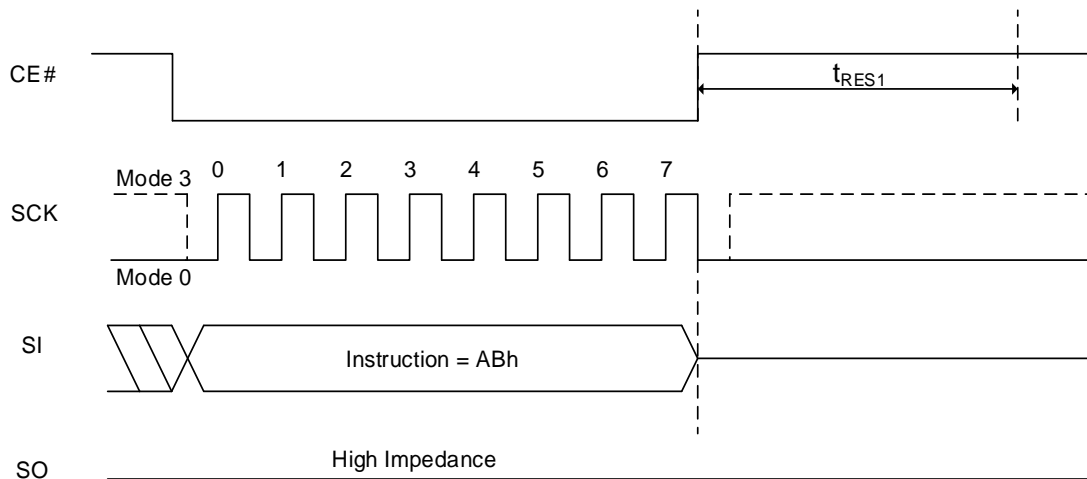 CE#
tRES1
Mode 3
0 1 2 3 4 5 6 7
SCK
Mode 0
SI
Instruction = ABh
High Impedance
SO